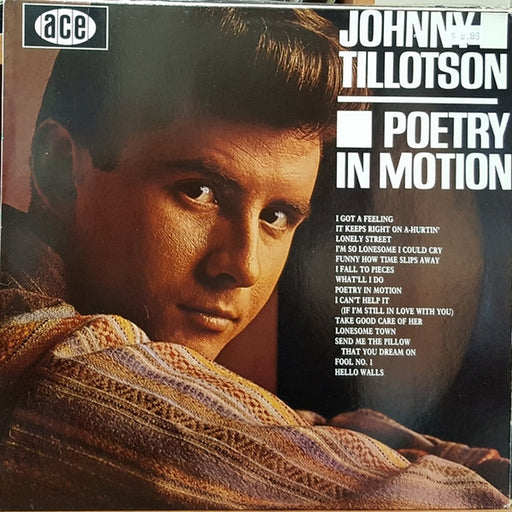 ace
JOHNNY
$8.99
TILLOTSON
POETRY
IN MOTION
I GOT A FEELING
IT KEEPS RIGHT ON A-HURTIN'
LONELY STREET
I'M SO LONESOME I COULD CRY
FUNNY HOW TIME SLIPS AWAY
I FALL TO PIECES
WHAT'LL I DO
POETRY IN MOTION
I CAN'T HELP IT
(IF I'M STILL IN LOVE WITH YOU)
TAKE GOOD CARE OF HER
LONESOME TOWN
SEND ME THE PILLOW
THAT YOU DREAM ON
FOOL NO. 1
HELLO WALLS